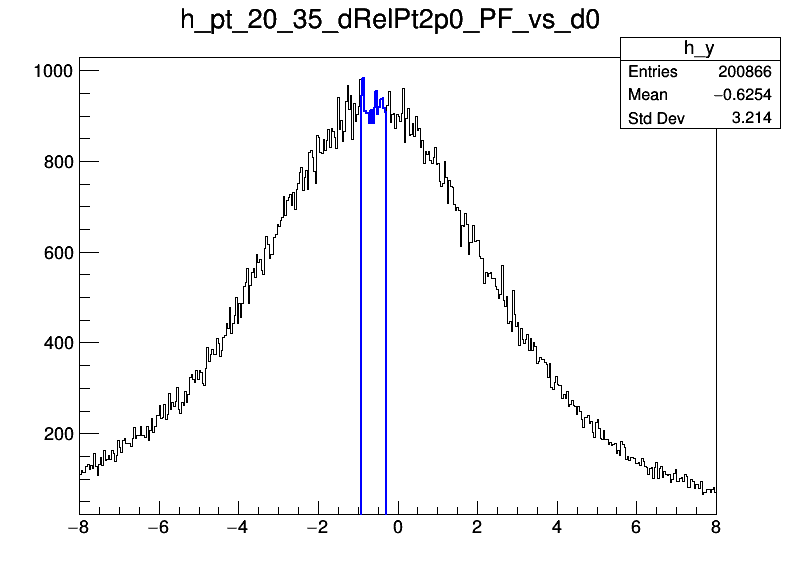 h_pt_20_35_dRelPt2p0_PF_vs_d0
h_y
Entries 200866
Mean −0.6254
Std Dev 3.214
1000
800
600
400
200
−8 −6 −4 −2 0 2 4 6 8